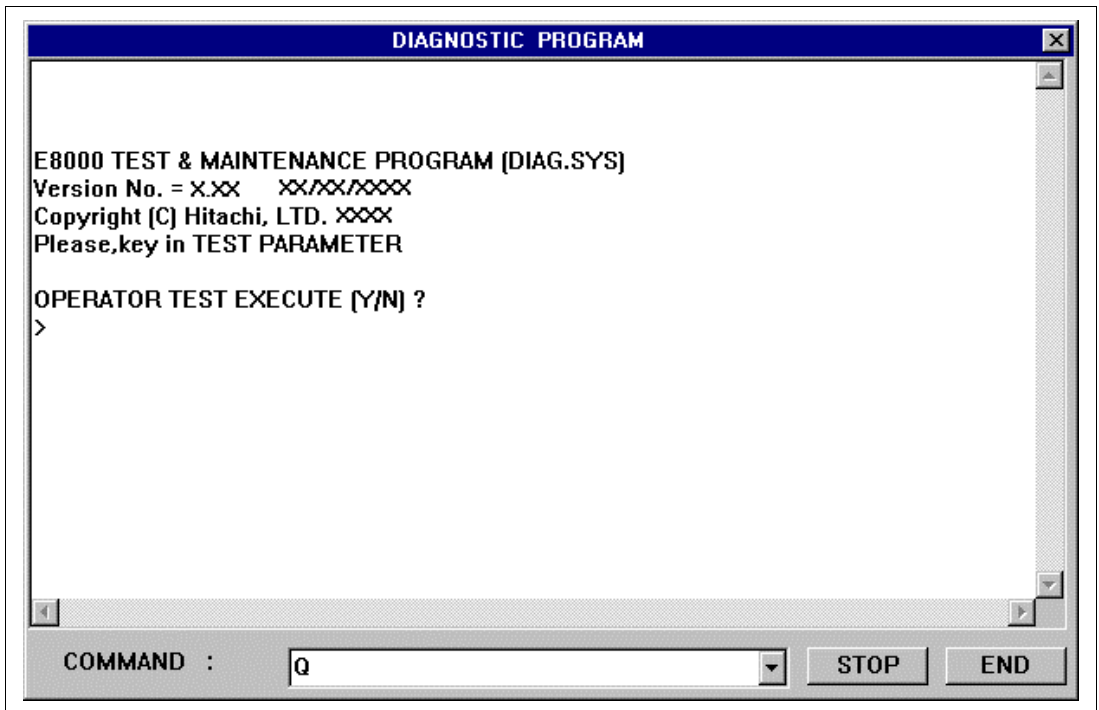 DIAGNOSTIC PROGRAM
E8000 TEST & MAINTENANCE PROGRAM (DIAG.SYS)
Version No. = X.XX XX/XX/XXXX
Copyright (C) Hitachi, LTD. XXXX
Please,key in TEST PARAMETER
OPERATOR TEST EXECUTE (Y/N) ?
>
COMMAND : Q STOP END